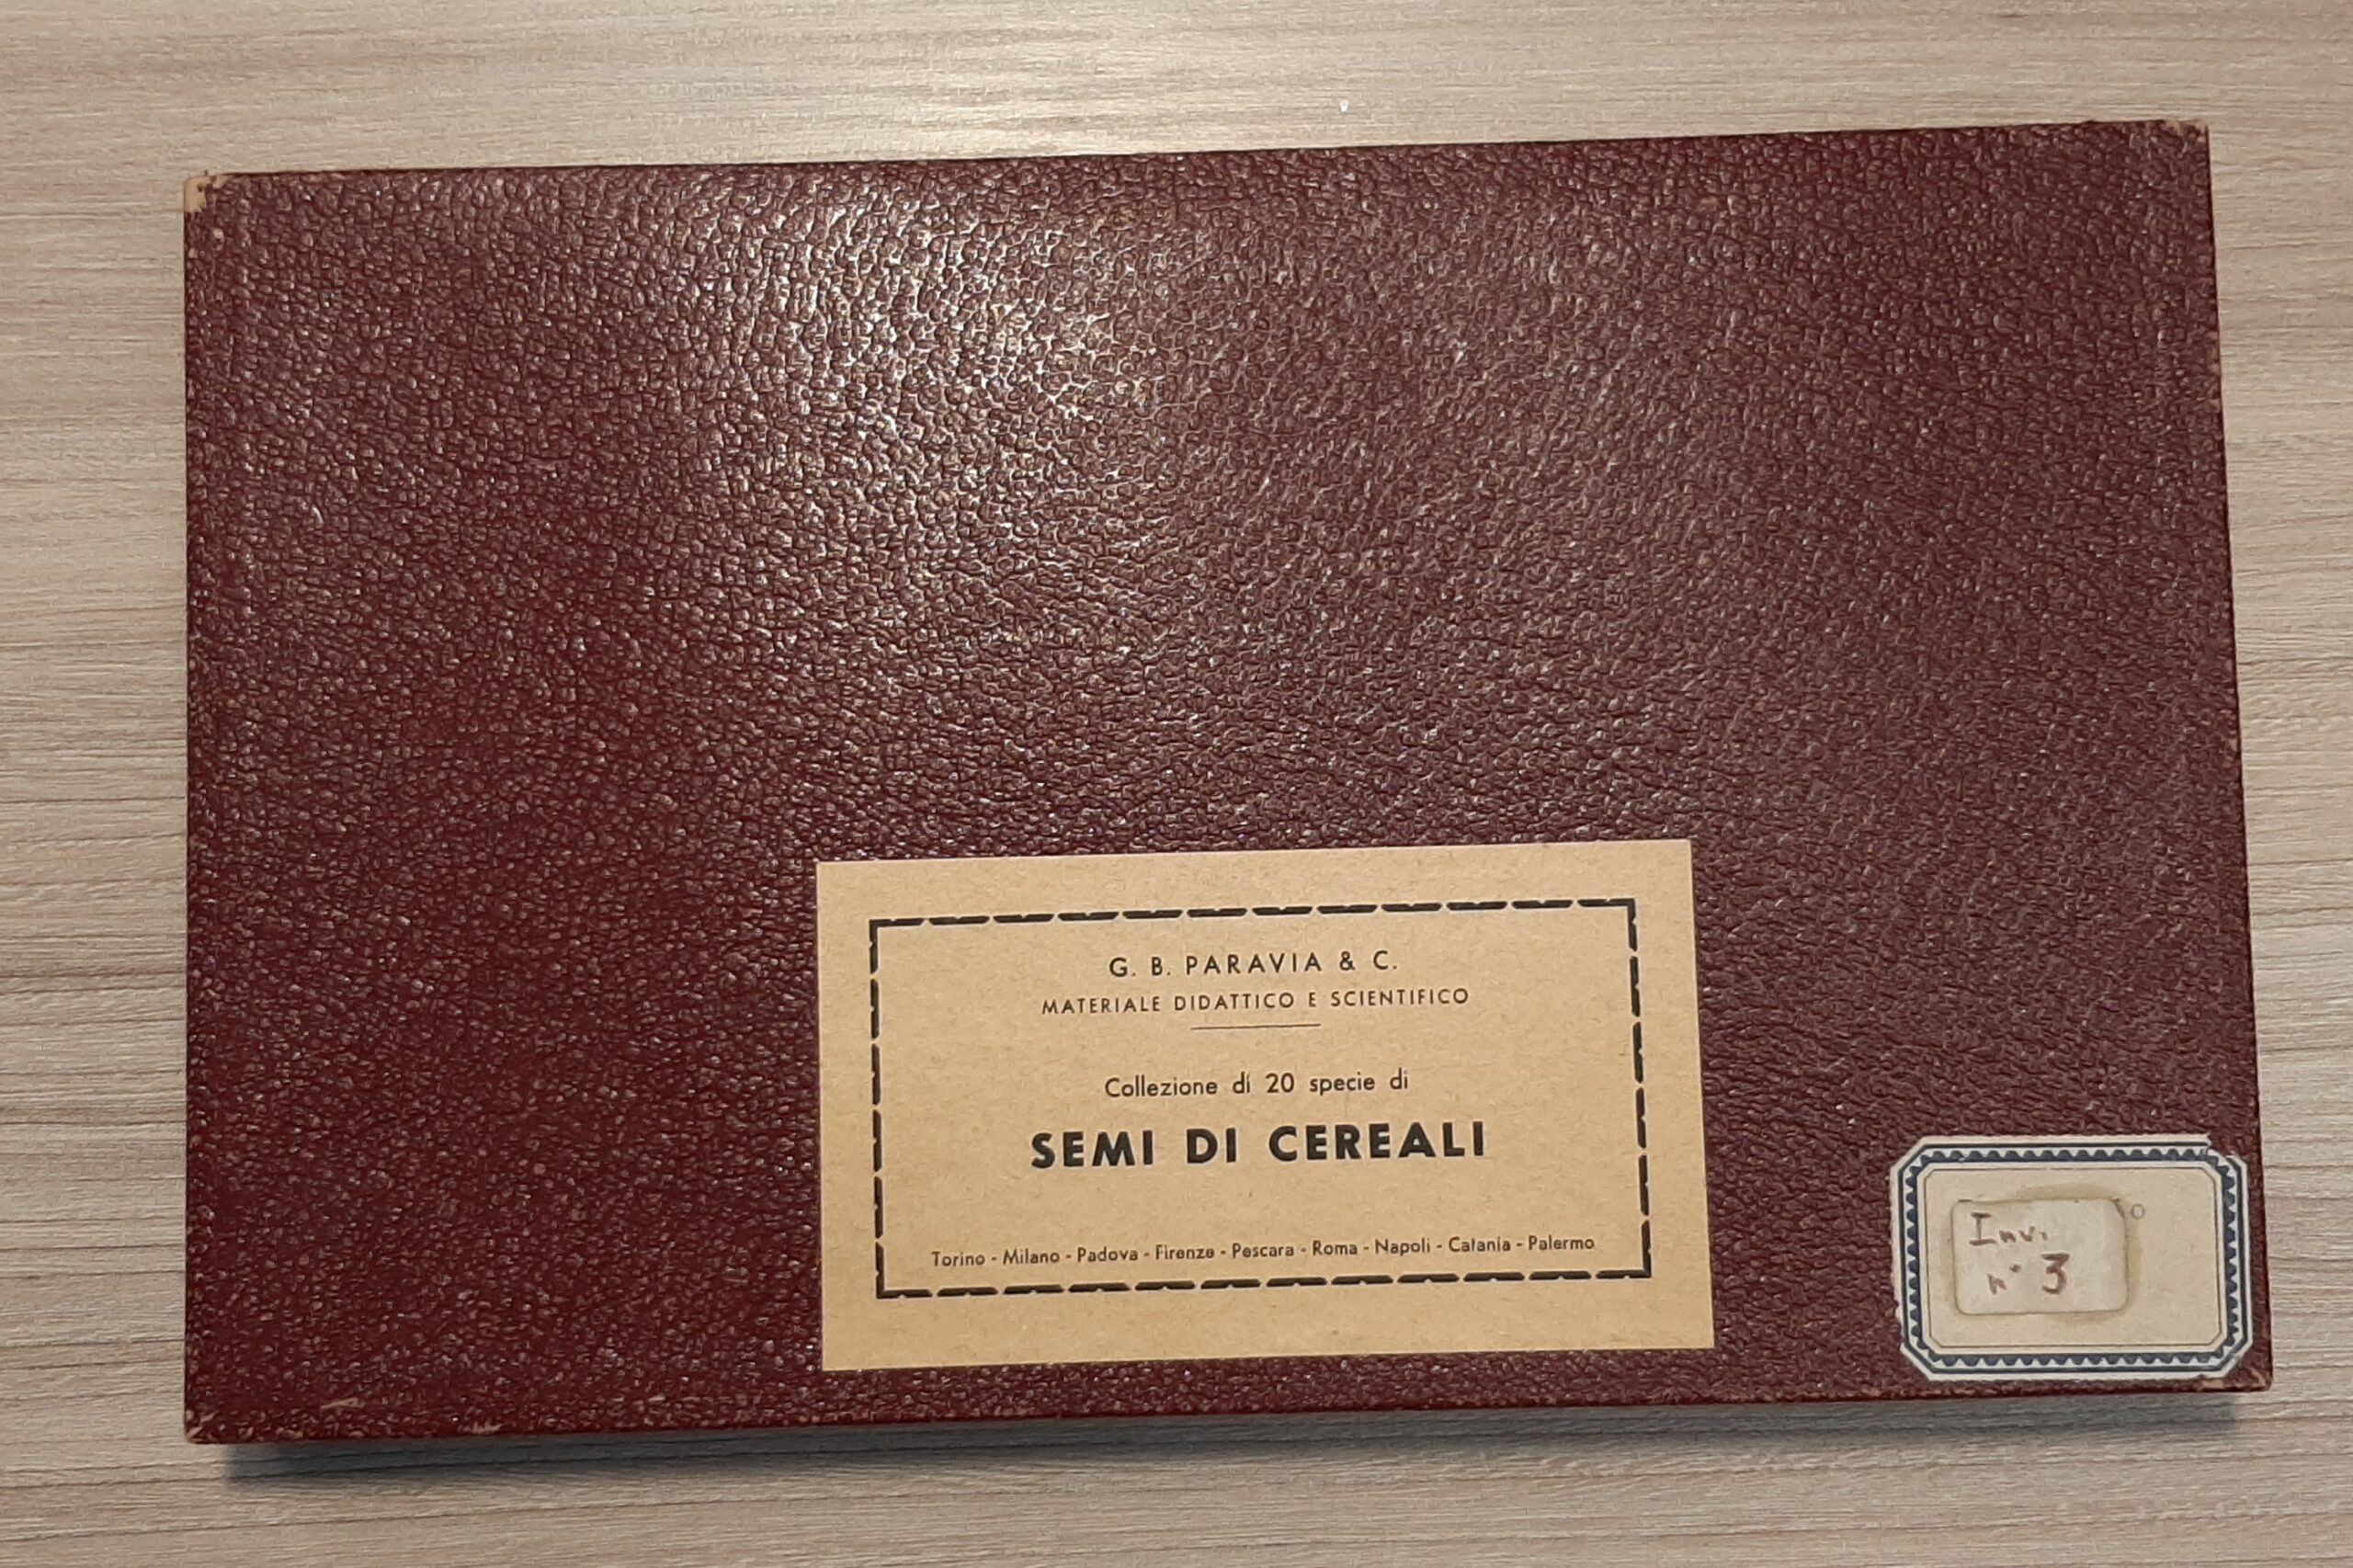 G. B. PARAVIA & C.
MATERIALE DIDATTICO E SCIENTIFICO
Collezione di 20 specie di
SEMI DI CEREALI
Torino - Milano - Padova - Firenze - Pescara - Roma - Napoli - Catania - Palermo
Inv.
n° 3